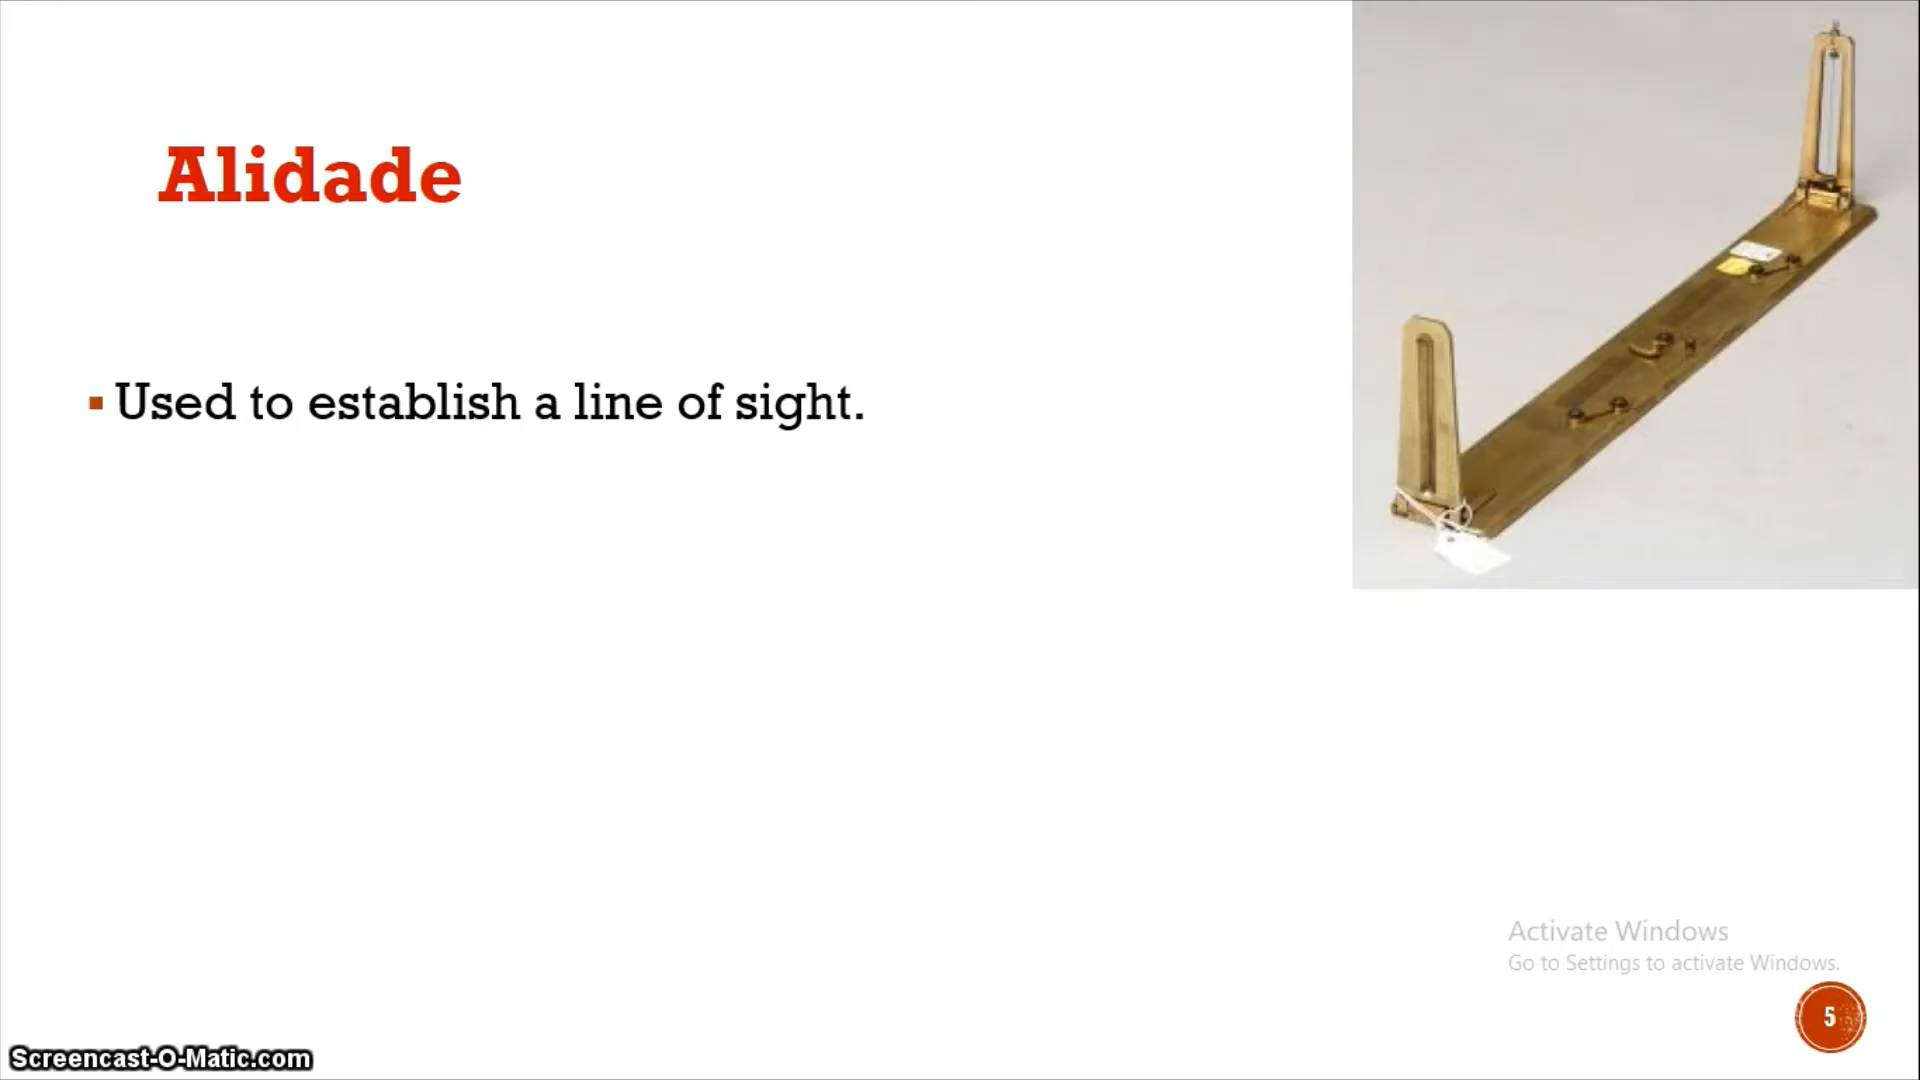 Alidade
Used to establish a line of sight.
Activate Windows
Go to Settings to activate Windows.
5
Screencast-O-Matic.com